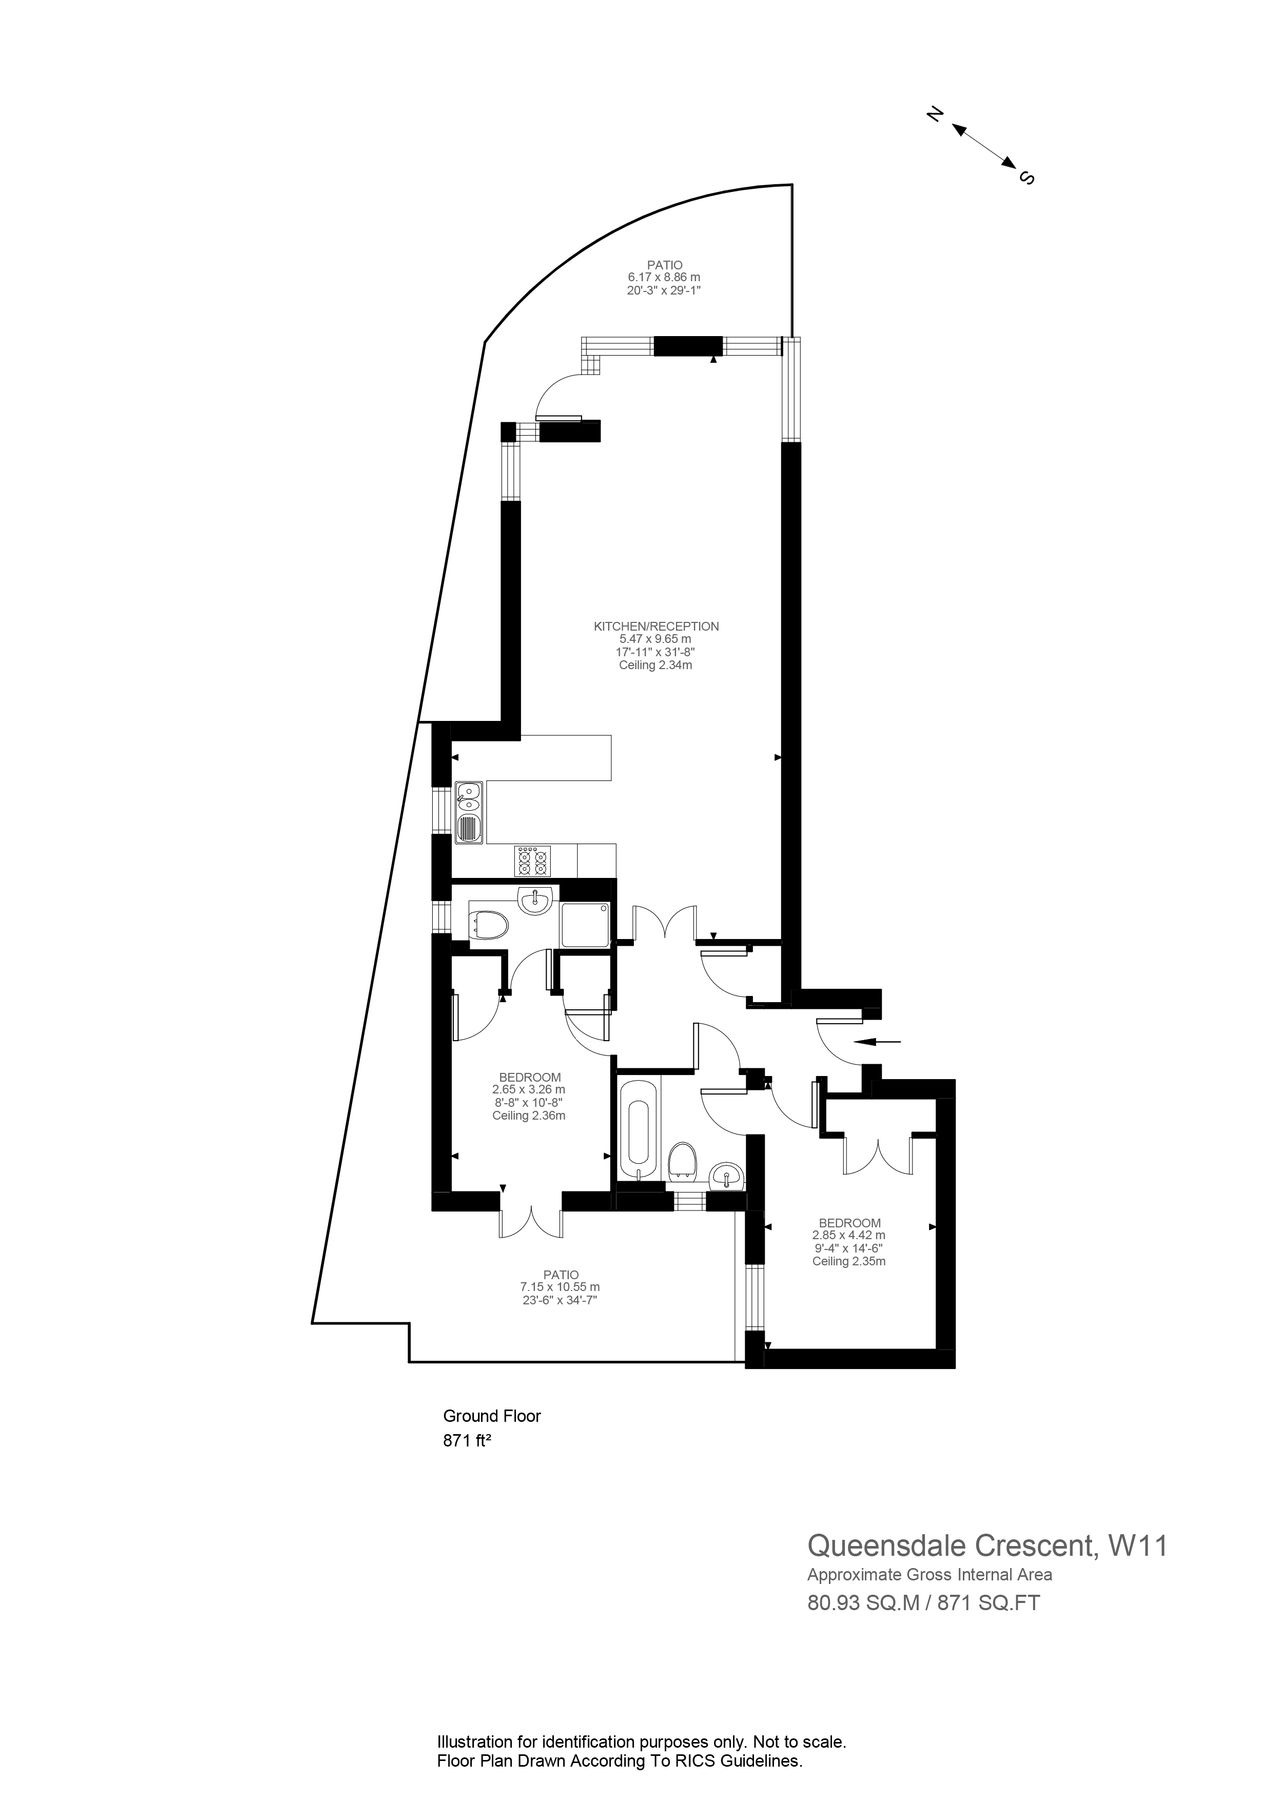 N
S
PATIO
6.17 x 8.86 m
20'-3" x 29'-1"
KITCHEN/RECEPTION
5.47 x 9.65 m
17'-11" x 31'-8"
Ceiling 2.34m
BEDROOM
2.65 x 3.26 m
8'-8" x 10'-8"
Ceiling 2.36m
BEDROOM
2.85 x 4.42 m
9'-4" x 14'-6"
Ceiling 2.35m
PATIO
7.15 x 10.55 m
23'-6" x 34'-7"
Ground Floor
871 ft²
Queensdale Crescent, W11
Approximate Gross Internal Area
80.93 SQ.M / 871 SQ.FT
Illustration for identification purposes only. Not to scale.
Floor Plan Drawn According To RICS Guidelines.